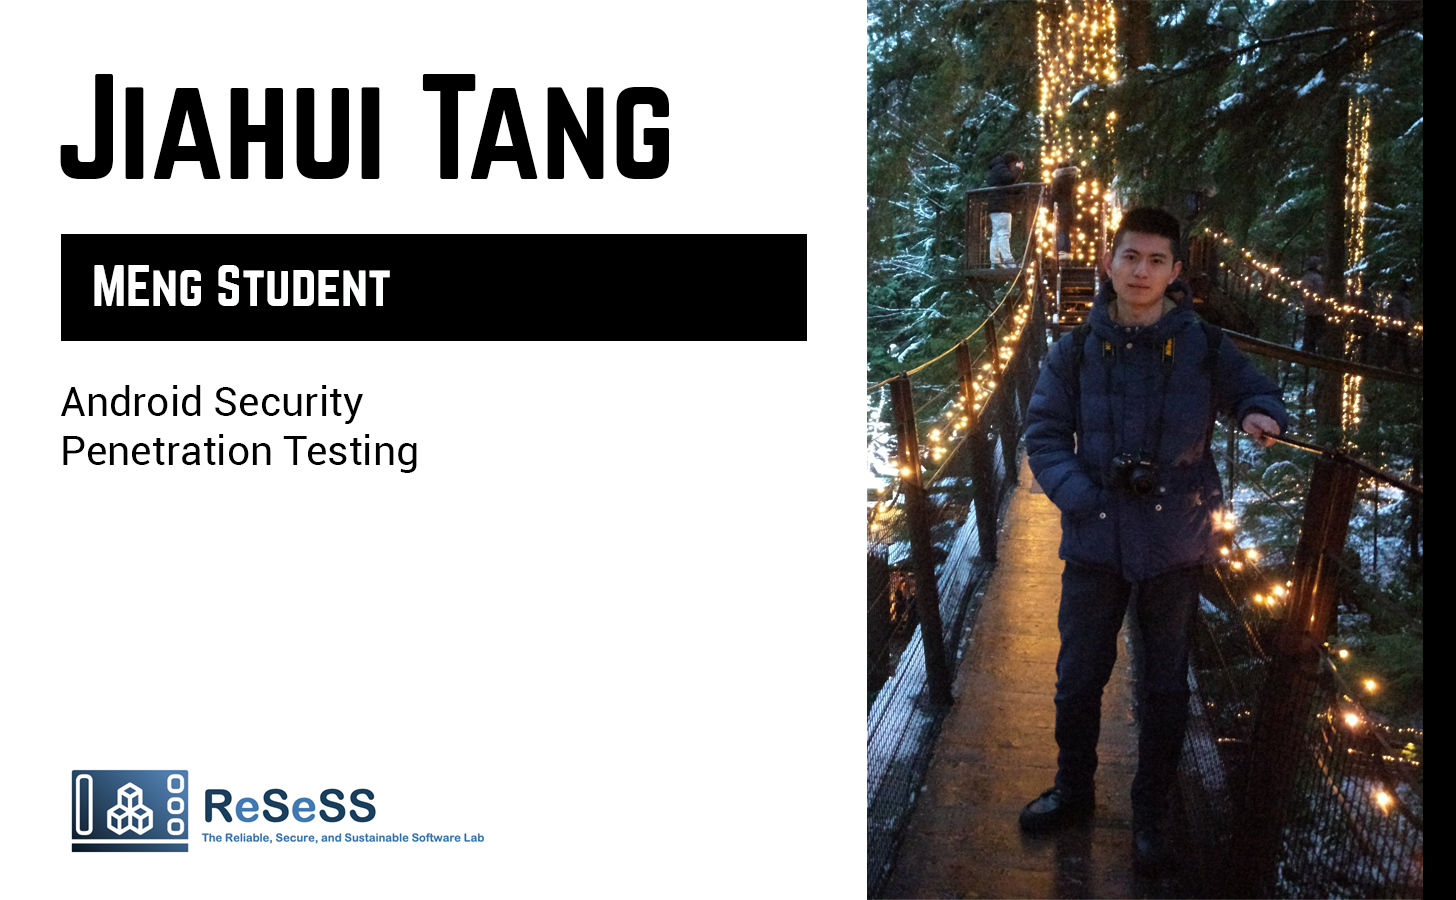 Jiahui Tang
MEng Student
Android Security
Penetration Testing
ReSeSS
The Reliable, Secure, and Sustainable Software Lab